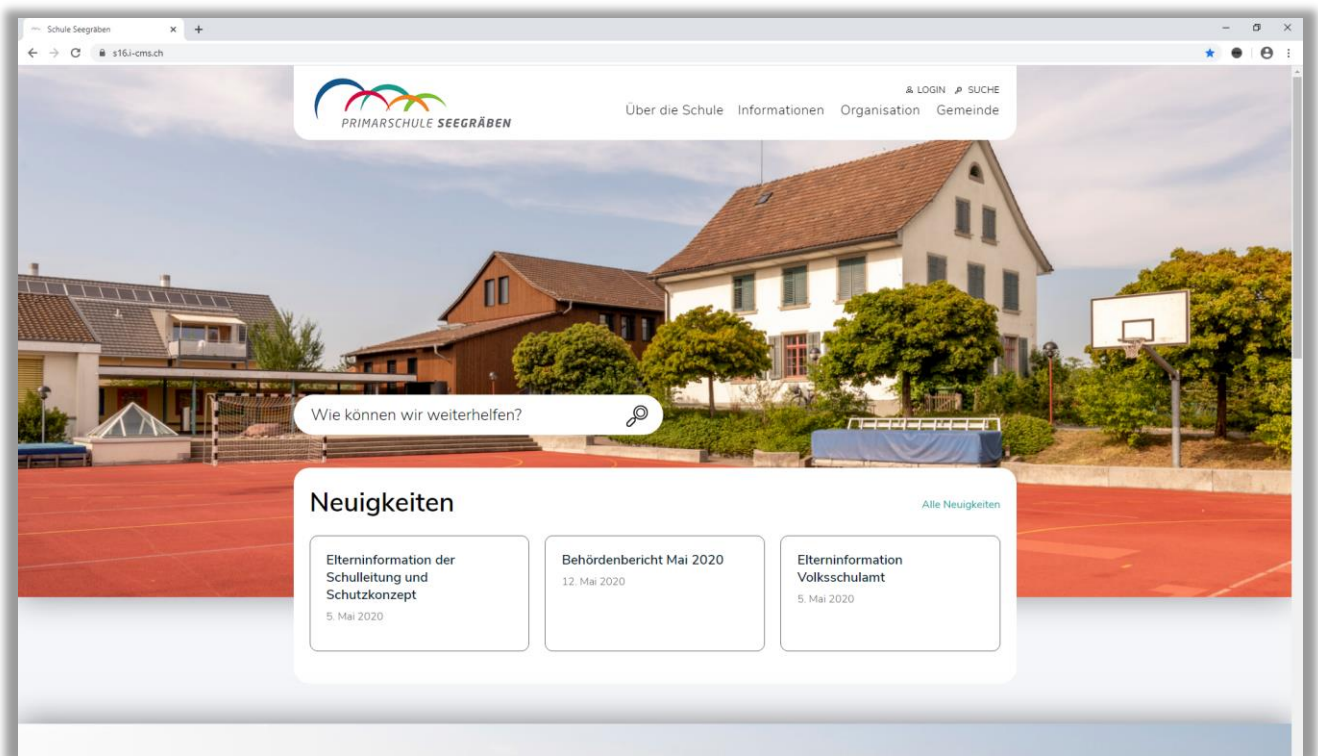 Schule Seegräben
s16.i-cms.ch
LOGIN SUCHE
PRIMARSCHULE SEEGRÄBEN
Über die Schule Informationen Organisation Gemeinde
Wie können wir weiterhelfen?
Neuigkeiten
Alle Neuigkeiten
Elterninformation der
Schulleitung und
Schutzkonzept
5. Mai 2020
Behördenbericht Mai 2020
12. Mai 2020
Elterninformation
Volksschulamt
5. Mai 2020